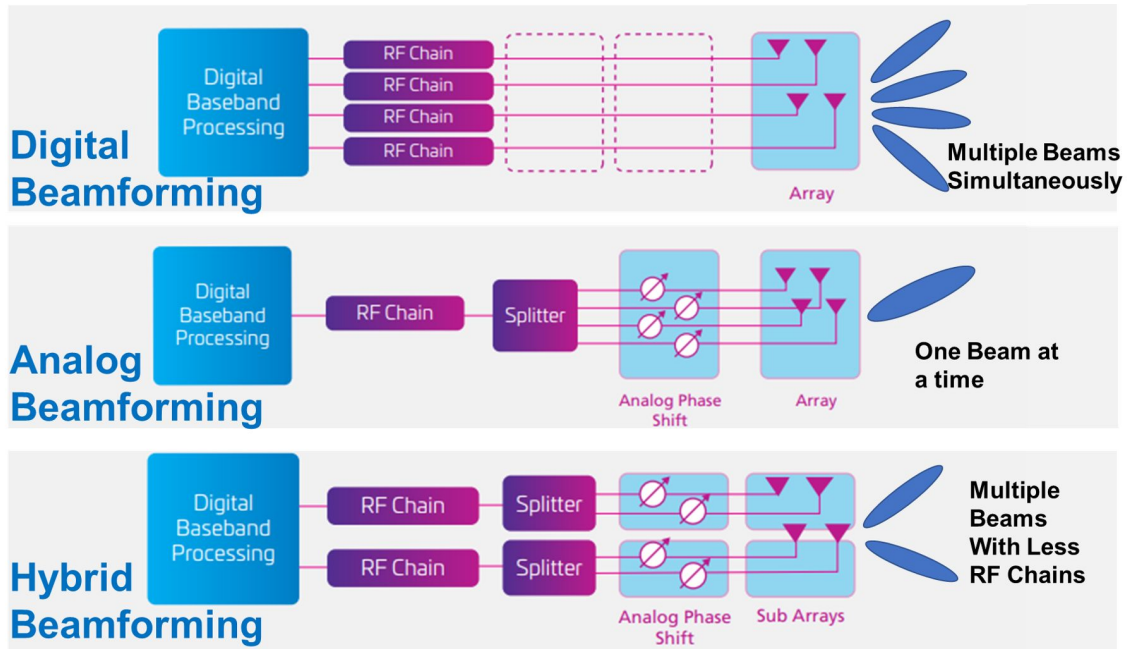 Digital
Baseband
Processing
RF Chain
RF Chain
RF Chain
RF Chain
Array
Digital
Beamforming
Multiple Beams
Simultaneously
Digital
Baseband
Processing
RF Chain
Splitter
Analog Phase
Shift
Array
Analog
Beamforming
One Beam at
a time
Digital
Baseband
Processing
RF Chain
Splitter
RF Chain
Splitter
Analog Phase
Shift
Sub Arrays
Hybrid
Beamforming
Multiple
Beams
With Less
RF Chains